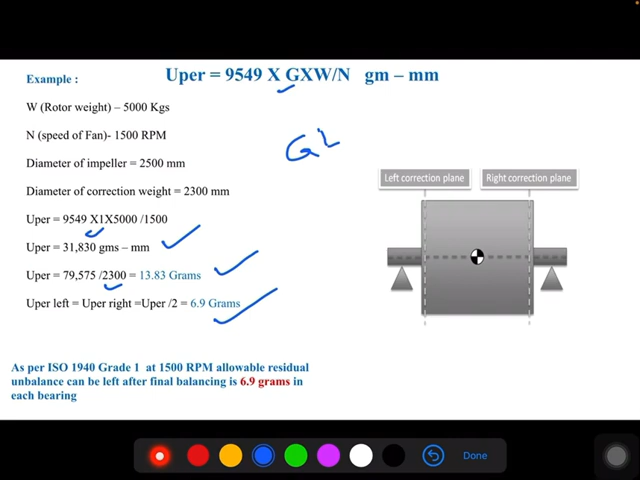 Uper = 9549 X GXW/N gm – mm
Example :
W (Rotor weight) – 5000 Kgs
N (speed of Fan)- 1500 RPM
Diameter of impeller = 2500 mm
Diameter of correction weight = 2300 mm
Uper = 9549 X1X5000 /1500
Uper = 31,830 gms – mm
Uper = 79,575 /2300 = 13.83 Grams
Uper left = Uper right =Uper /2 = 6.9 Grams
As per ISO 1940 Grade 1 at 1500 RPM allowable residual
unbalance can be left after final balancing is 6.9 grams in
each bearing
Left correction plane
Right correction plane
Done